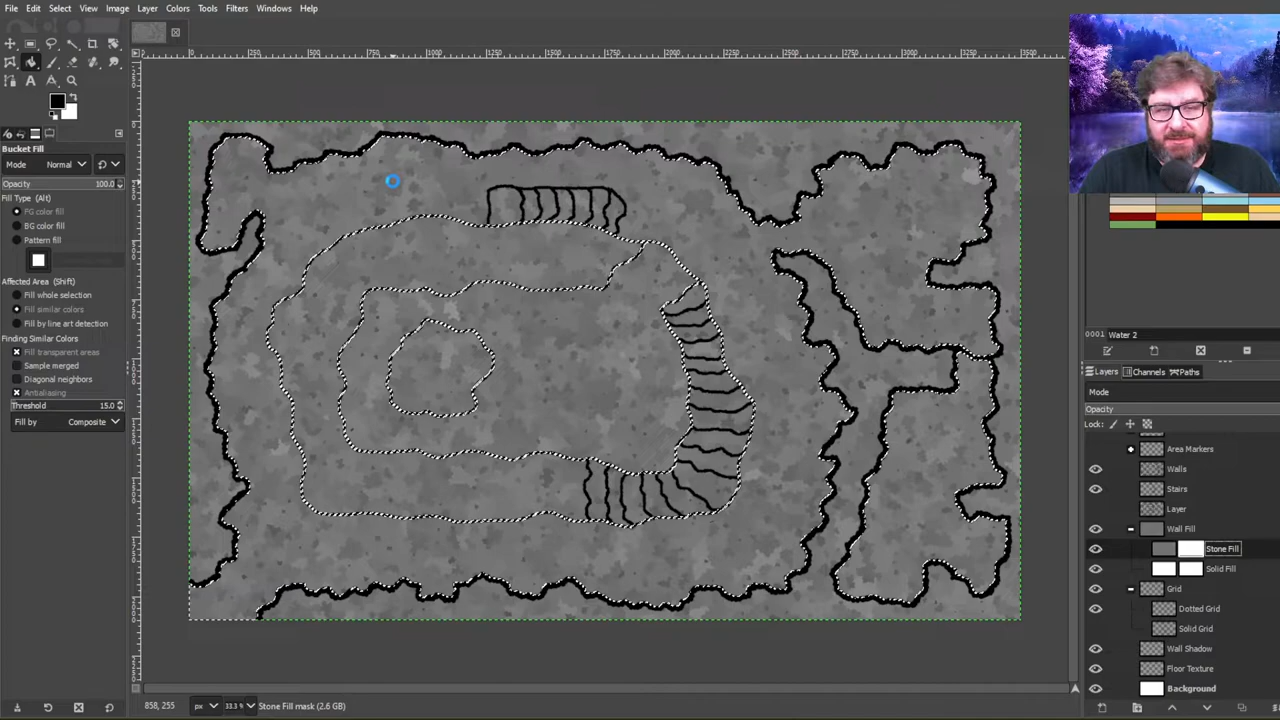 File Edit Select View Image Layer Colors Tools Filters Windows Help
Bucket Fill
Mode Normal
Opacity 100.0
Fill Type (Alt)
FG color fill
BG color fill
Pattern fill
Affected Area (Shift)
Fill whole selection
Fill similar colors
Fill by line art detection
Finding Similar Colors
Fill transparent areas
Sample merged
Diagonal neighbors
Antialiasing
Threshold 15.0
Fill by Composite
858, 255 px 33.3 % Stone Fill mask (2.6 GB)
0001 Water 2
Layers Channels Paths
Mode
Opacity
Lock:
Area Markers
Walls
Stairs
Layer
Wall Fill
Stone Fill
Solid Fill
Grid
Dotted Grid
Solid Grid
Wall Shadow
Floor Texture
Background